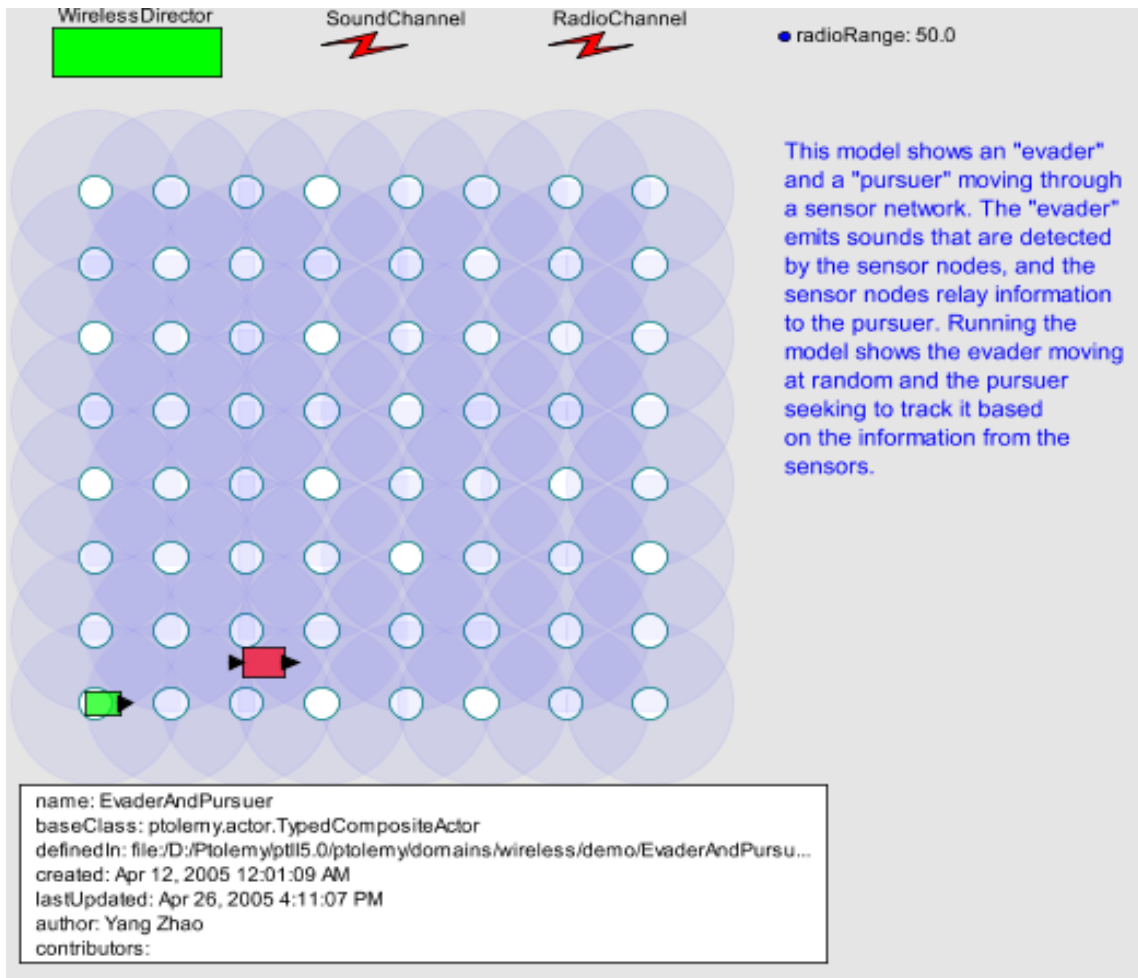 WirelessDirector
SoundChannel
RadioChannel
radioRange: 50.0
This model shows an "evader"
and a "pursuer" moving through
a sensor network. The "evader"
emits sounds that are detected
by the sensor nodes, and the
sensor nodes relay information
to the pursuer. Running the
model shows the evader moving
at random and the pursuer
seeking to track it based
on the information from the
sensors.
name: EvaderAndPursuer
baseClass: ptolemy.actor.TypedCompositeActor
definedIn: file:/D:/Ptolemy/ptII5.0/ptolemy/domains/wireless/demo/EvaderAndPursu...
created: Apr 12, 2005 12:01:09 AM
lastUpdated: Apr 26, 2005 4:11:07 PM
author: Yang Zhao
contributors: